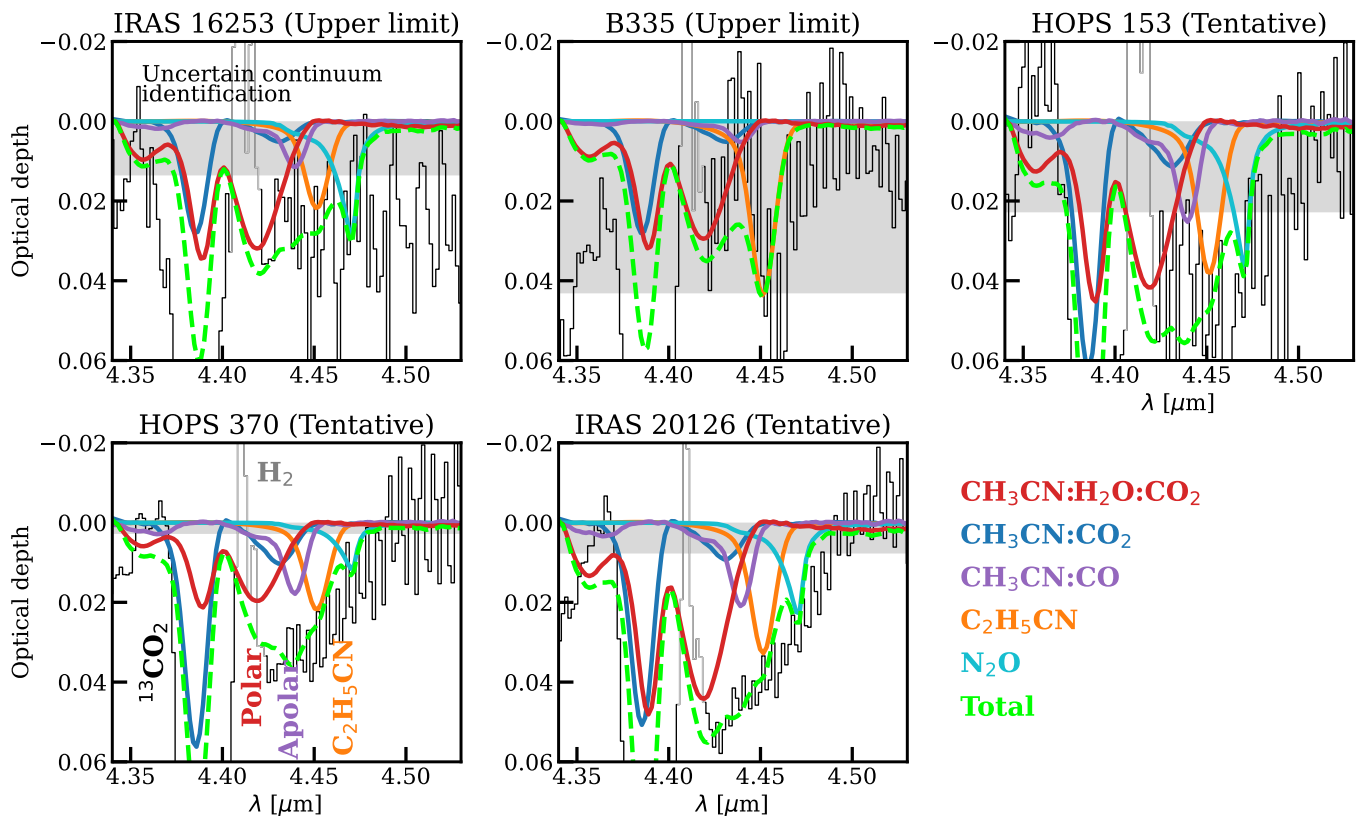 IRAS 16253 (Upper limit)
B335 (Upper limit)
HOPS 153 (Tentative)
Optical depth
−0.02
0.00
0.02
0.04
0.06
Uncertain continuum
identification
4.35 4.40 4.45 4.50
−0.02
0.00
0.02
0.04
0.06
4.35 4.40 4.45 4.50
−0.02
0.00
0.02
0.04
0.06
4.35 4.40 4.45 4.50
λ [μm]
HOPS 370 (Tentative)
IRAS 20126 (Tentative)
Optical depth
−0.02
0.00
0.02
0.04
0.06
H₂
¹³CO₂
Polar
Apolar
C₂H₅CN
4.35 4.40 4.45 4.50
λ [μm]
−0.02
0.00
0.02
0.04
0.06
4.35 4.40 4.45 4.50
λ [μm]
CH₃CN:H₂O:CO₂
CH₃CN:CO₂
CH₃CN:CO
C₂H₅CN
N₂O
Total